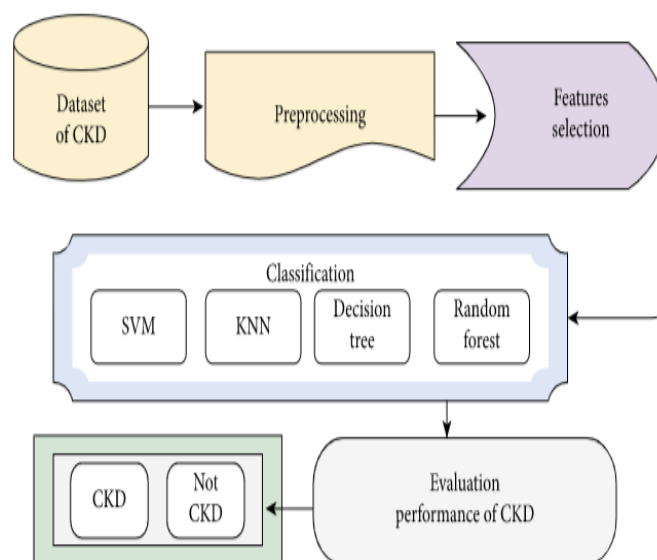 Dataset
of CKD
Preprocessing
Features
selection
Classification
SVM
KNN
Decision
tree
Random
forest
Evaluation
performance of CKD
CKD
Not
CKD